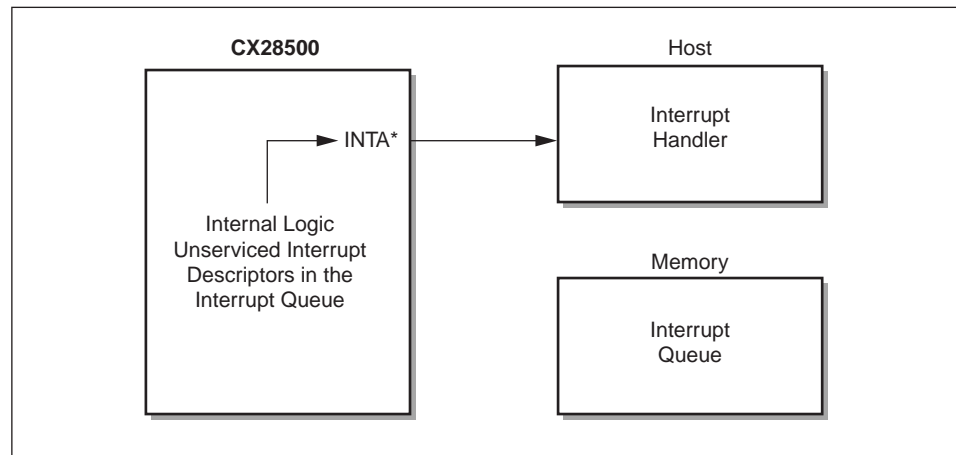 CX28500
INTA*
Internal Logic
Unserviced Interrupt
Descriptors in the
Interrupt Queue
Host
Interrupt
Handler
Memory
Interrupt
Queue